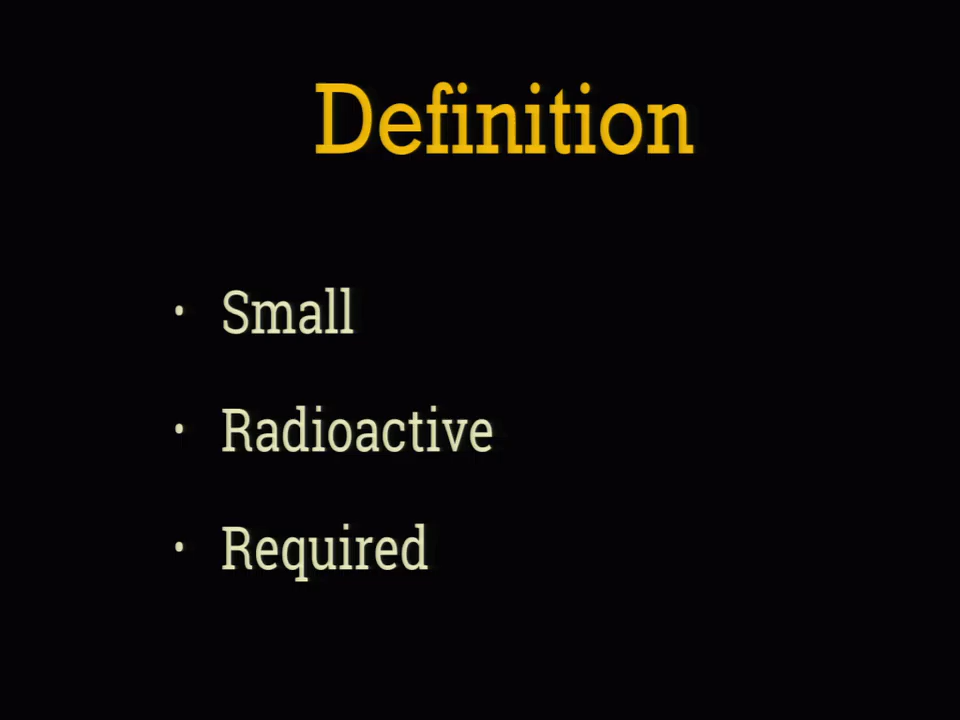 Definition
• Small
• Radioactive
• Required